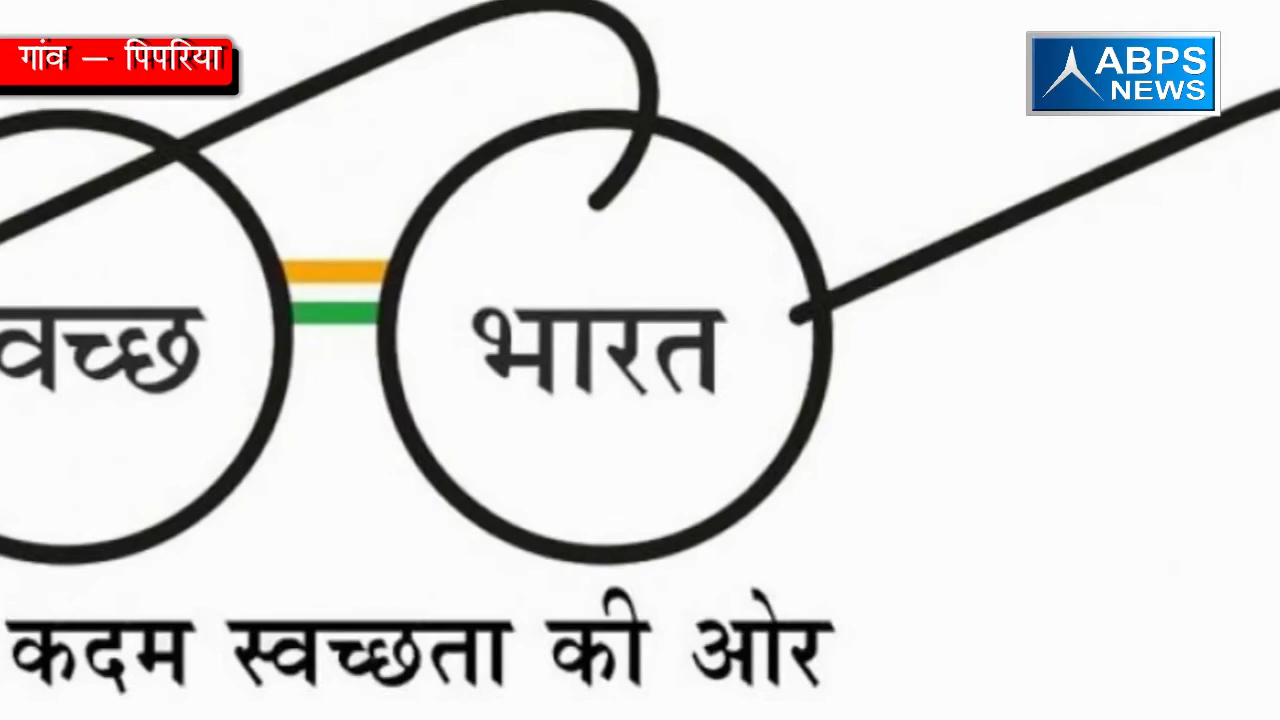 गांव – पिपरिया
ABPS
NEWS
वच्छ
भारत
कदम स्वच्छता की ओर